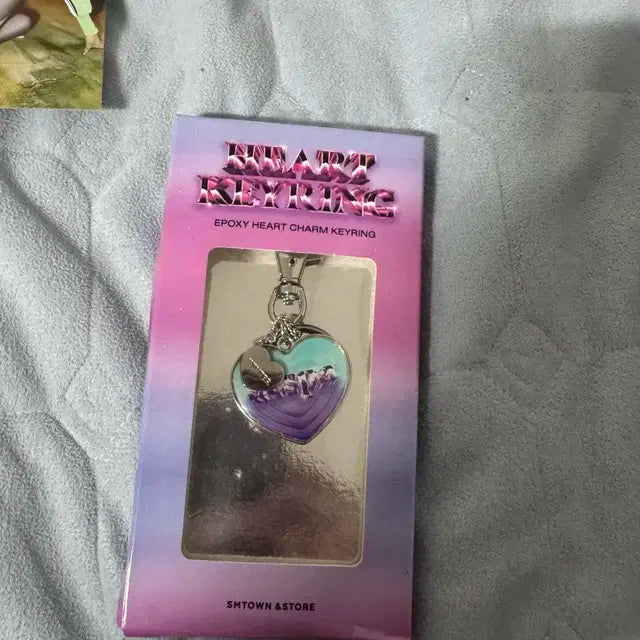 HEART
KEYRING
EPOXY HEART CHARM KEYRING
SMTOWN &STORE